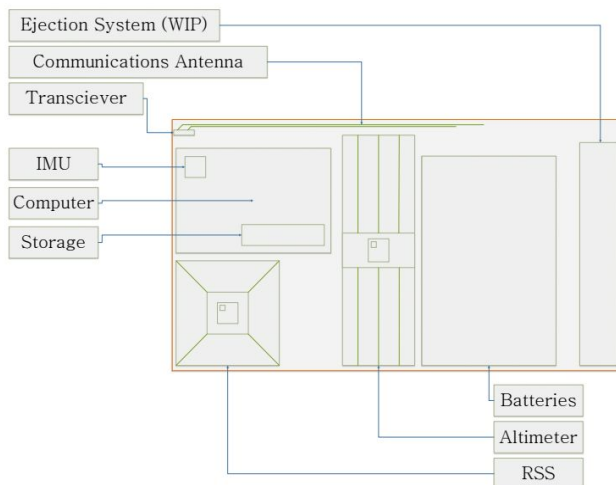 Ejection System (WIP)
Communications Antenna
Transciever
IMU
Computer
Storage
Batteries
Altimeter
RSS